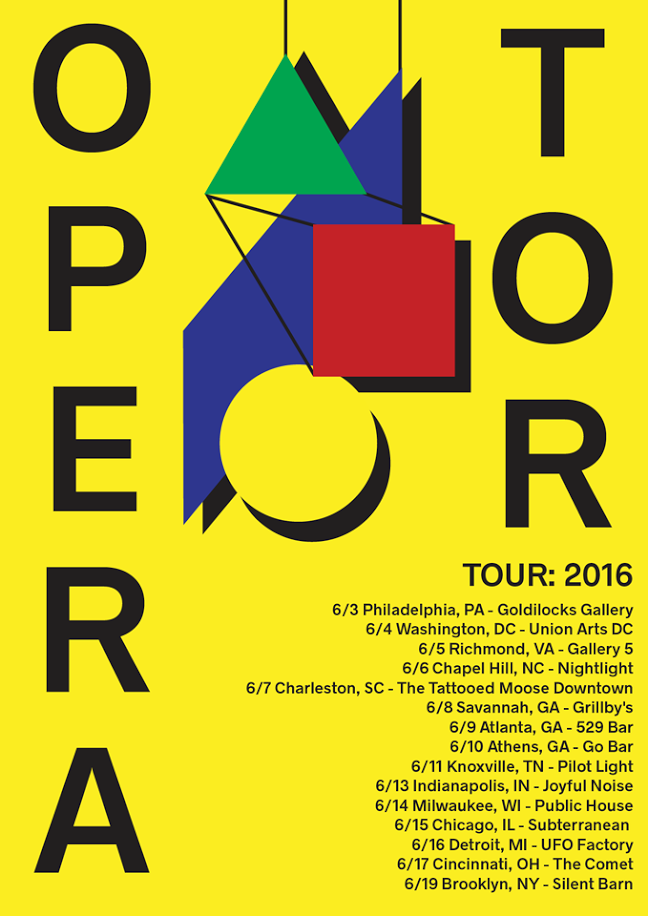 OPERA
TOR
TOUR: 2016
6/3 Philadelphia, PA - Goldilocks Gallery
6/4 Washington, DC - Union Arts DC
6/5 Richmond, VA - Gallery 5
6/6 Chapel Hill, NC - Nightlight
6/7 Charleston, SC - The Tattooed Moose Downtown
6/8 Savannah, GA - Grillby's
6/9 Atlanta, GA - 529 Bar
6/10 Athens, GA - Go Bar
6/11 Knoxville, TN - Pilot Light
6/13 Indianapolis, IN - Joyful Noise
6/14 Milwaukee, WI - Public House
6/15 Chicago, IL - Subterranean
6/16 Detroit, MI - UFO Factory
6/17 Cincinnati, OH - The Comet
6/19 Brooklyn, NY - Silent Barn